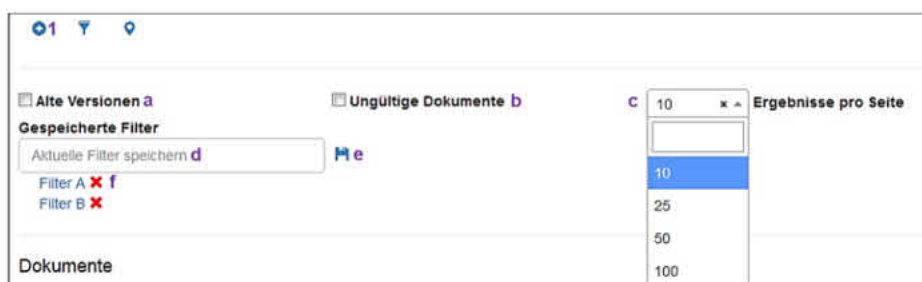 1
Alte Versionen a Ungültige Dokumente b c 10 x Ergebnisse pro Seite
Gespeicherte Filter
Aktuelle Filter speichern d e
Filter A f
10
Filter B
25
50
Dokumente
100